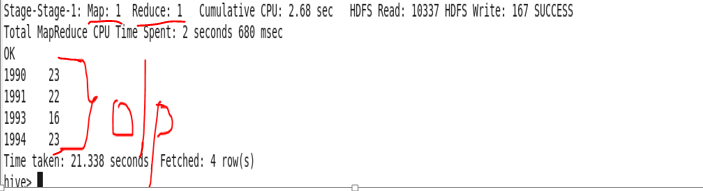 Stage-Stage-1: Map: 1  Reduce: 1   Cumulative CPU: 2.68 sec   HDFS Read: 10337 HDFS Write: 167 SUCCESS
Total MapReduce CPU Time Spent: 2 seconds 680 msec
OK
1990    23
1991    22
1993    16
1994    23
o/p
Time taken: 21.338 seconds, Fetched: 4 row(s)
hive>